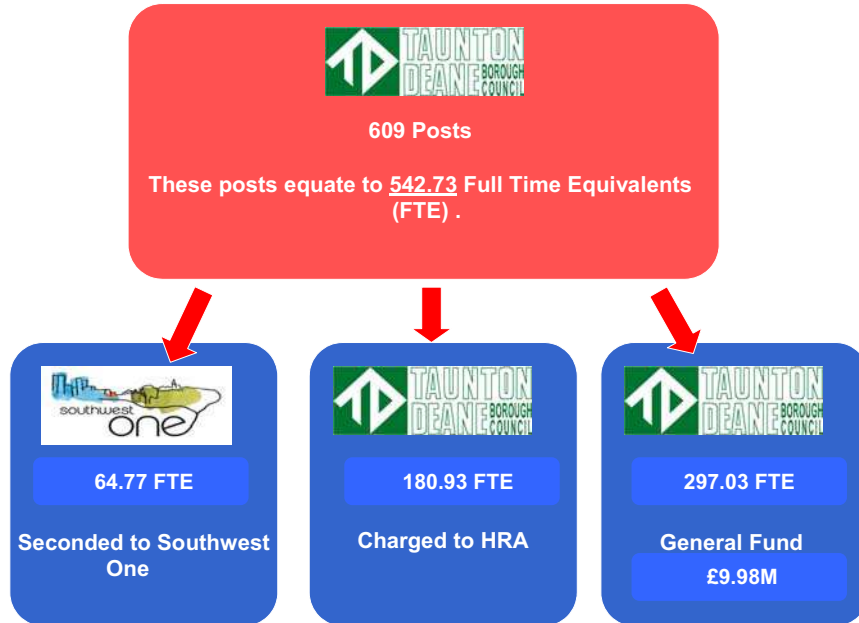 TAUNTON
DEANE BOROUGH COUNCIL
609 Posts
These posts equate to 542.73 Full Time Equivalents
(FTE) .
southwest
one
64.77 FTE
Seconded to Southwest
One
TAUNTON
DEANE BOROUGH COUNCIL
180.93 FTE
Charged to HRA
TAUNTON
DEANE BOROUGH COUNCIL
297.03 FTE
General Fund
£9.98M